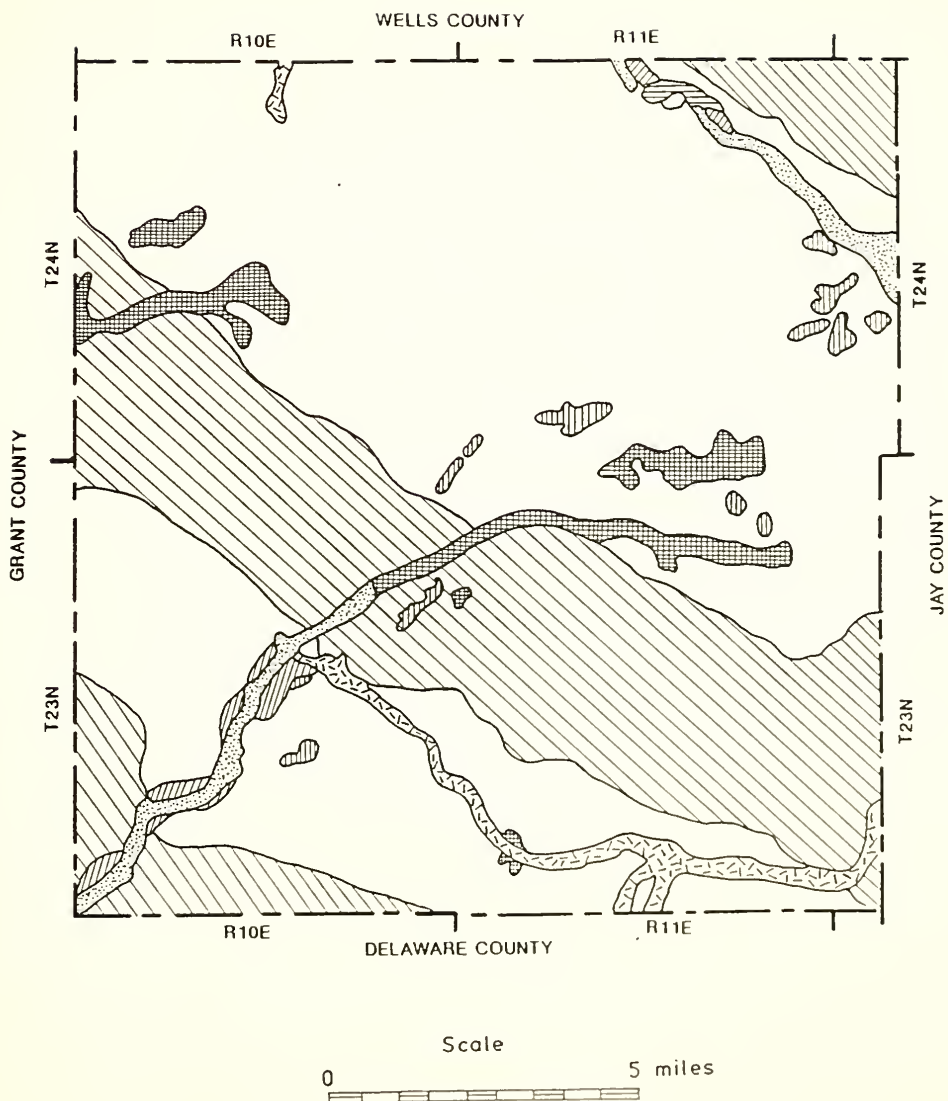 WELLS COUNTY
R10E
R11E
T24N
T24N
GRANT COUNTY
JAY COUNTY
T23N
T23N
R10E
R11E
DELAWARE COUNTY
Scale
0
5 miles